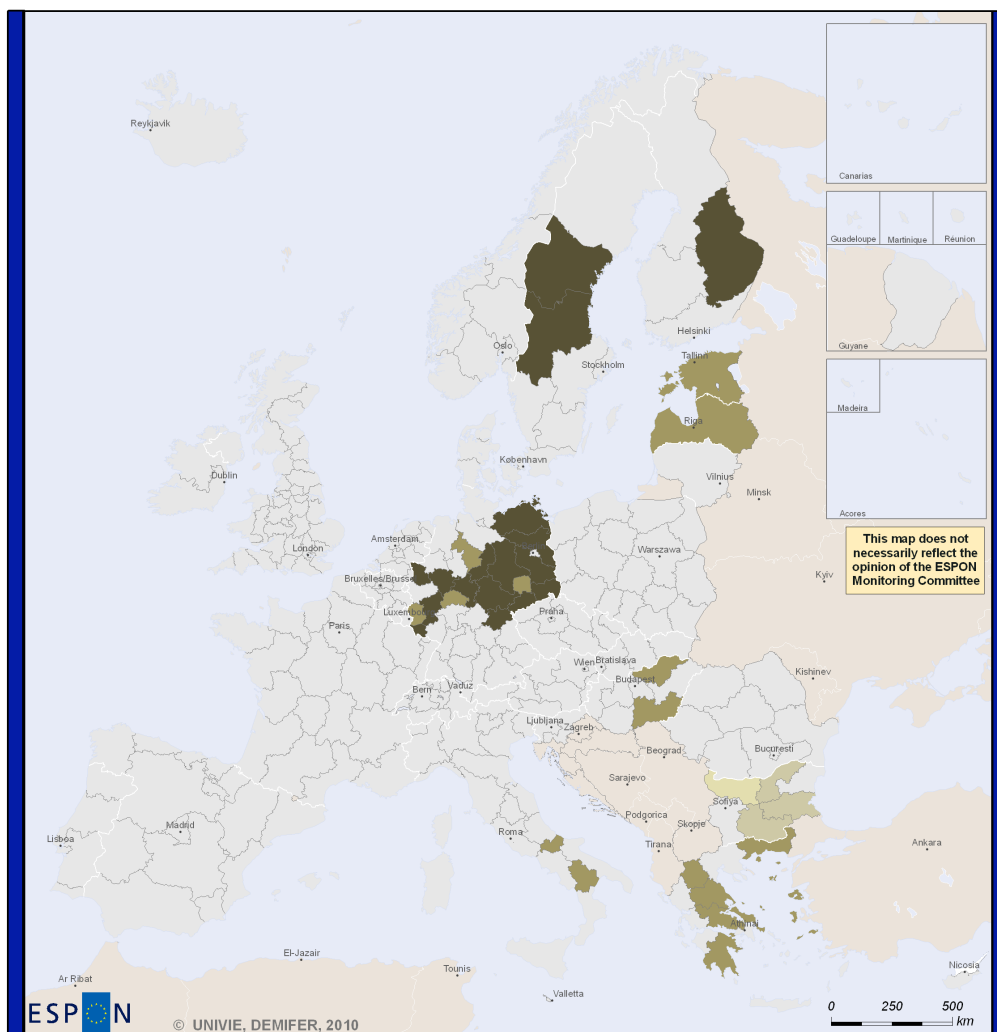 Reykjavik
Canarias
Guadeloupe
Martinique
Réunion
Guyane
Helsinki
Tallinn
Oslo
Stockholm
Madeira
Riga
København
Dublin
Vilnius
Minsk
Acores
This map does not
necessarily reflect the
opinion of the ESPON
Monitoring Committee
Amsterdam
London
Warszawa
Bruxelles/Brusse
Kyiv
Luxembou
Praha
Paris
Wien
Bratislava
Kishinev
Budapest
Bern
Vaduz
Ljubljana
Zagreb
Beograd
Bucuresti
Sarajevo
Sofiya
Podgorica
Madrid
Roma
Skopje
Lisboa
Tirana
Ankara
Athinai
El-Jazair
Tounis
Nicosia
Ar Ribat
Valletta
0 250 500
km
ESPON
© UNIVIE, DEMIFER, 2010